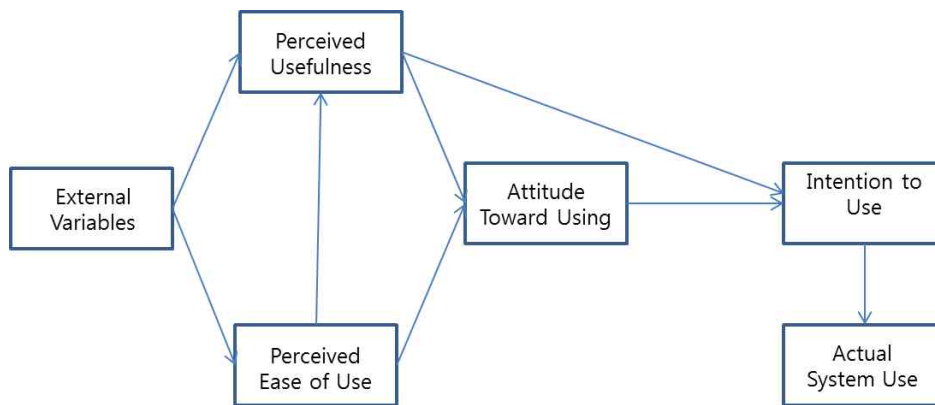 Perceived
Usefulness
External
Variables
Attitude
Toward Using
Intention to
Use
Perceived
Ease of Use
Actual
System Use